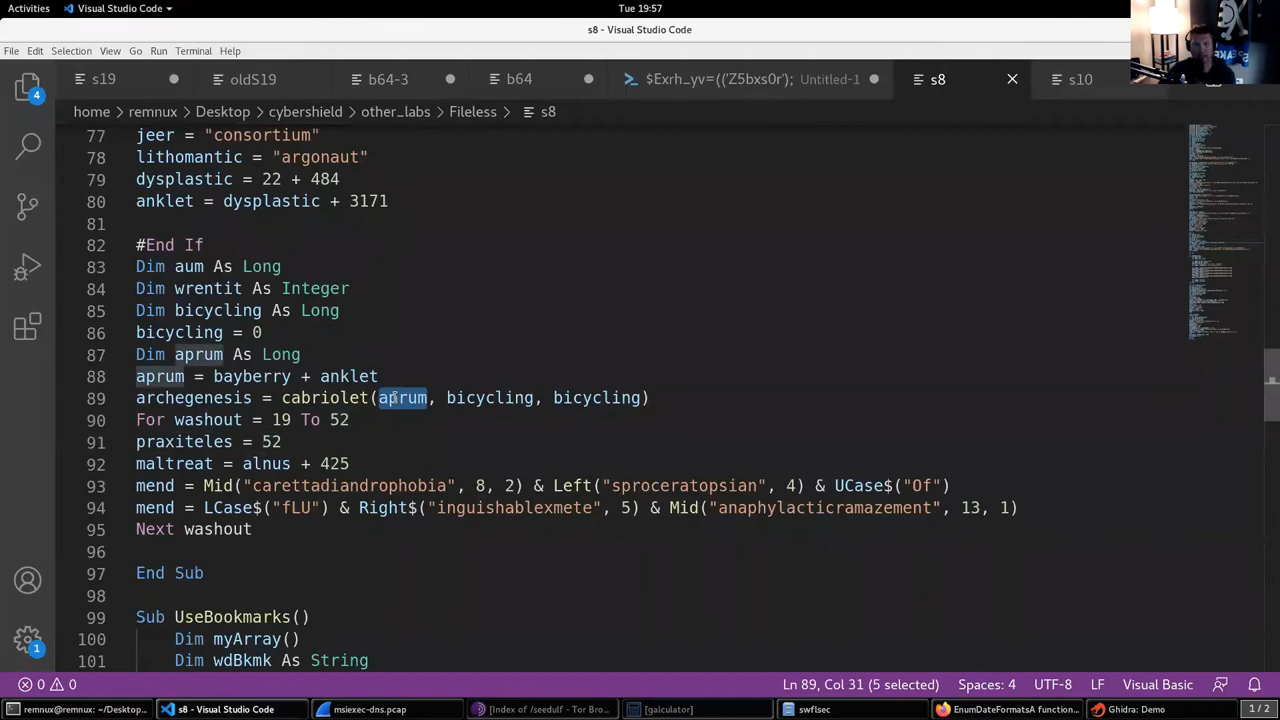 Activities Visual Studio Code Tue 19:57
s8 - Visual Studio Code
File Edit Selection View Go Run Terminal Help
s19 oldS19 b64-3 b64 $Exrh_yv=(('Z5bxs0r'); Untitled-1 s8 s10
4
home > remnux > Desktop > cybershield > other_labs > Fileless > s8
77 jeer = "consortium"
78 lithomantic = "argonaut"
79 dysplastic = 22 + 484
80 anklet = dysplastic + 3171
81
82 #End If
83 Dim aum As Long
84 Dim wrentit As Integer
85 Dim bicycling As Long
86 bicycling = 0
87 Dim aprum As Long
88 aprum = bayberry + anklet
89 archegenesis = cabriolet(aprum, bicycling, bicycling)
90 For washout = 19 To 52
91 praxiteles = 52
92 maltreat = alnus + 425
93 mend = Mid("carettadiandrophobia", 8, 2) & Left("sproceratopsian", 4) & UCase$("Of")
94 mend = LCase$("fLU") & Right$("inguishablexmete", 5) & Mid("anaphylacticramazement", 13, 1)
95 Next washout
96
97 End Sub
98
99 Sub UseBookmarks()
100 Dim myArray()
101 Dim wdBkmk As String
1
0 0 Ln 89, Col 31 (5 selected) Spaces: 4 UTF-8 LF Visual Basic
remnux@remnux: ~/Desktop... s8 - Visual Studio Code msiexec-dns.pcap [Index of /seedulf - Tor Bro... [galculator] swflsec EnumDateFormatsA function... Ghidra: Demo 1 / 2